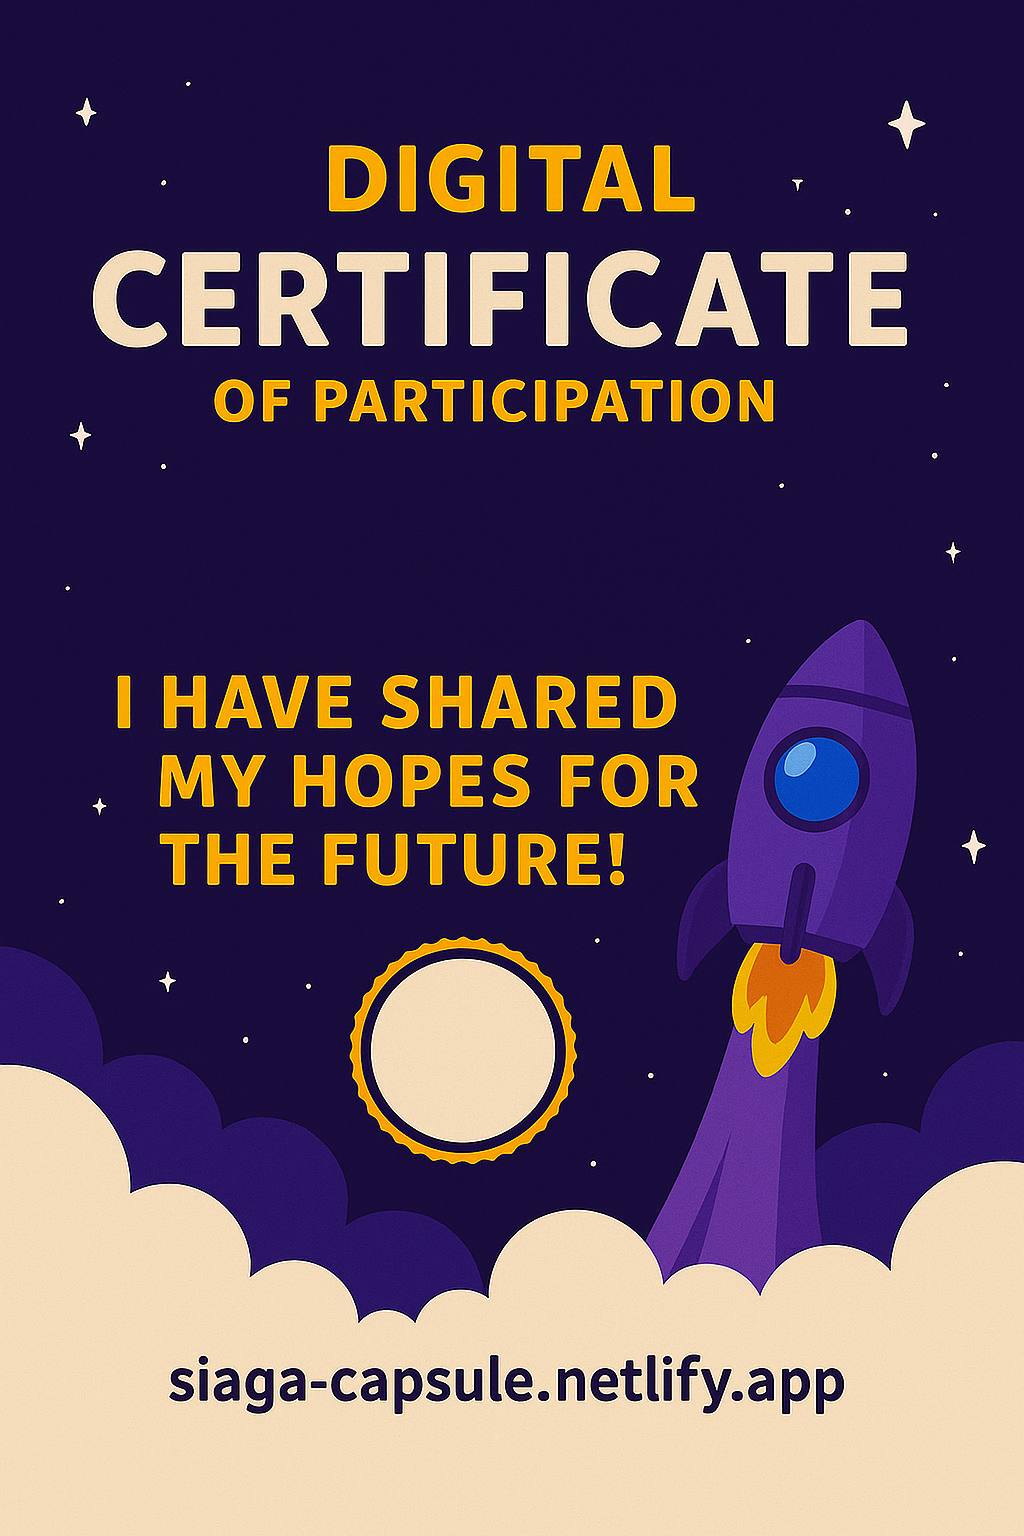 DIGITAL
CERTIFICATE
OF PARTICIPATION
I HAVE SHARED
MY HOPES FOR
THE FUTURE!
siaga-capsule.netlify.app